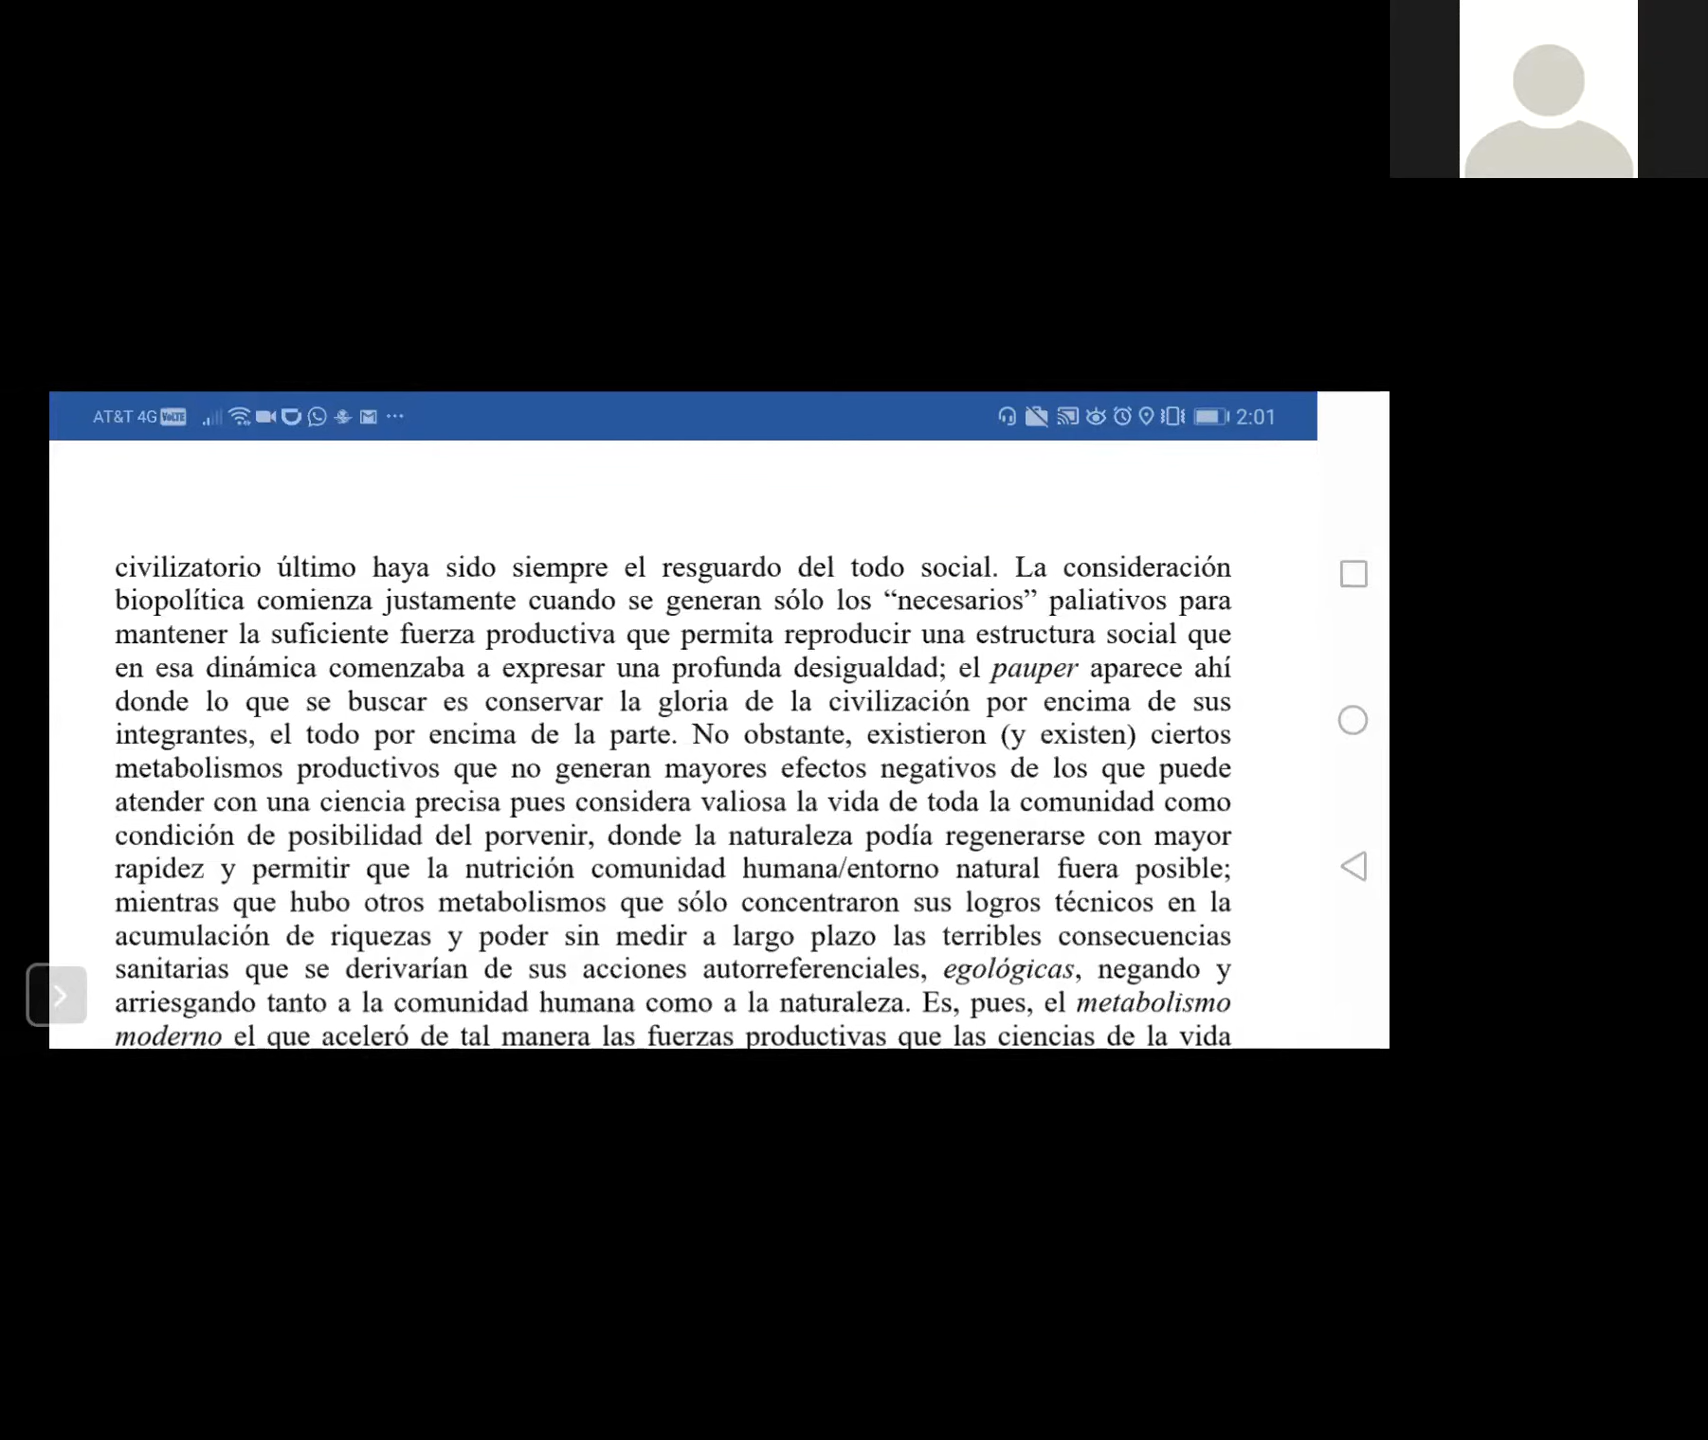 AT&T 4G VoLTE 2:01
civilizatorio último haya sido siempre el resguardo del todo social. La consideración
biopolítica comienza justamente cuando se generan sólo los “necesarios” paliativos para
mantener la suficiente fuerza productiva que permita reproducir una estructura social que
en esa dinámica comenzaba a expresar una profunda desigualdad; el pauper aparece ahí
donde lo que se buscar es conservar la gloria de la civilización por encima de sus
integrantes, el todo por encima de la parte. No obstante, existieron (y existen) ciertos
metabolismos productivos que no generan mayores efectos negativos de los que puede
atender con una ciencia precisa pues considera valiosa la vida de toda la comunidad como
condición de posibilidad del porvenir, donde la naturaleza podía regenerarse con mayor
rapidez y permitir que la nutrición comunidad humana/entorno natural fuera posible;
mientras que hubo otros metabolismos que sólo concentraron sus logros técnicos en la
acumulación de riquezas y poder sin medir a largo plazo las terribles consecuencias
sanitarias que se derivarían de sus acciones autorreferenciales, egológicas, negando y
arriesgando tanto a la comunidad humana como a la naturaleza. Es, pues, el metabolismo
moderno el que aceleró de tal manera las fuerzas productivas que las ciencias de la vida